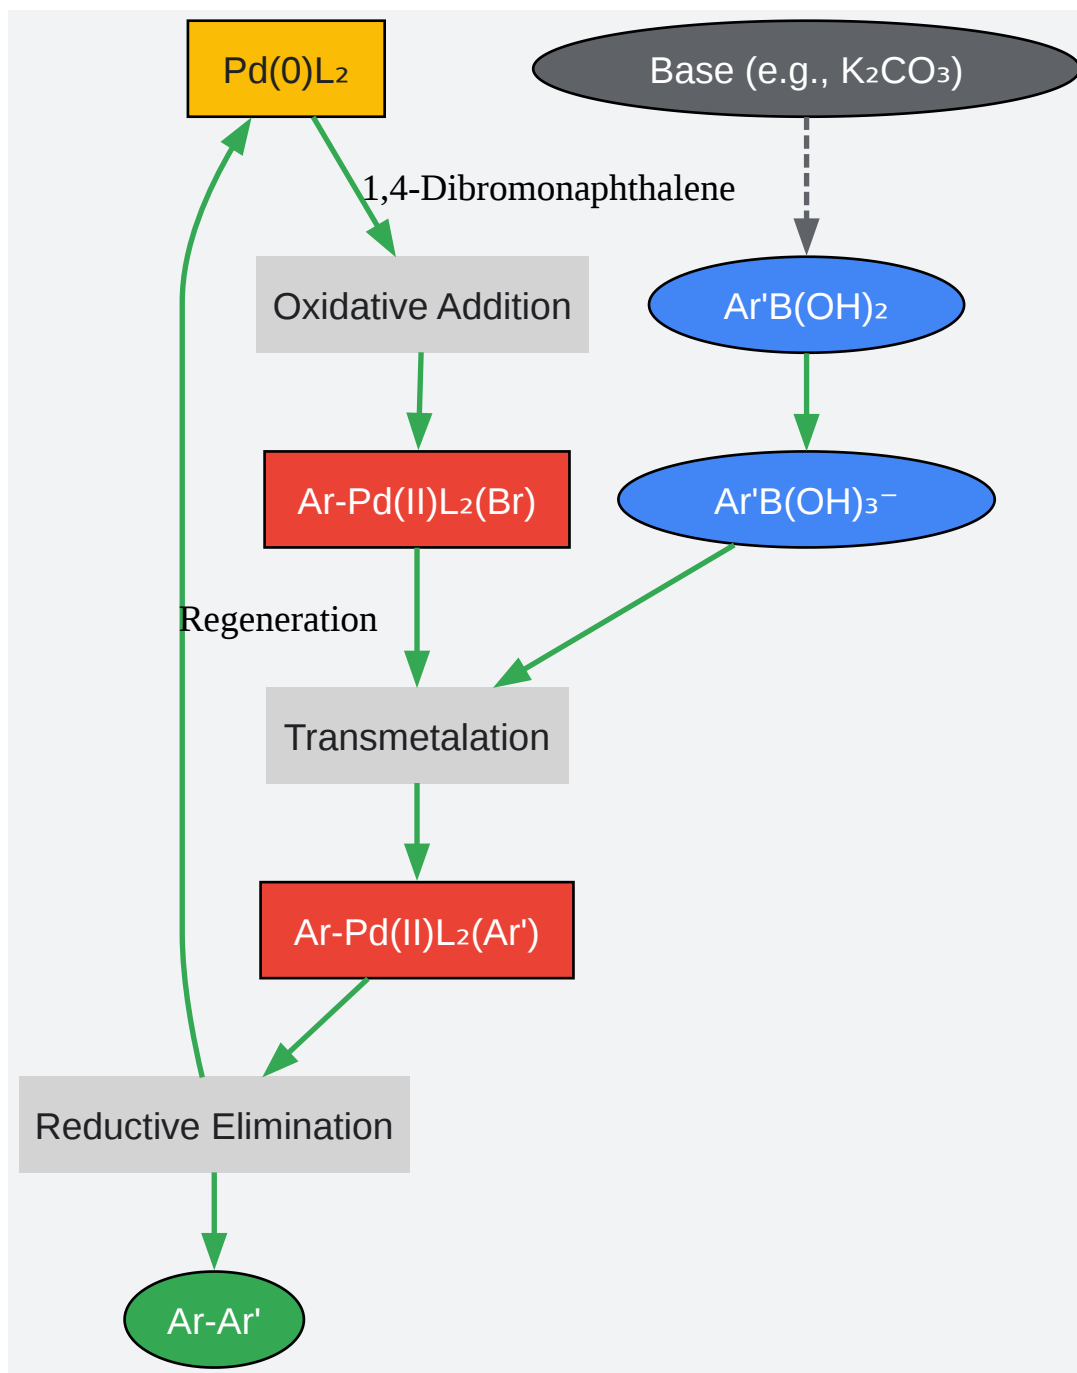 Pd(0)L₂
Base (e.g., K₂CO₃)
1,4-Dibromonaphthalene
Oxidative Addition
Ar'B(OH)₂
Ar-Pd(II)L₂(Br)
Ar'B(OH)₃⁻
Regeneration
Transmetalation
Ar-Pd(II)L₂(Ar')
Reductive Elimination
Ar-Ar'